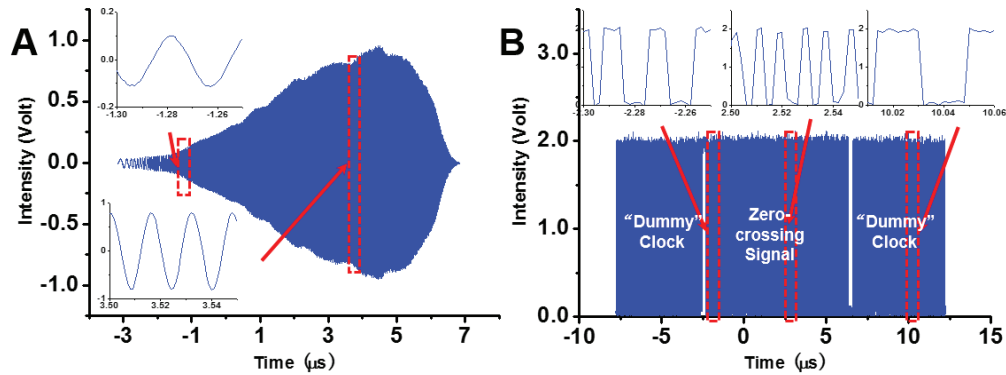 A
Intensity (Volt)
1.0
0.5
0.0
-0.5
-1.0
0.2
0.0
-0.2
-1.30 -1.28 -1.26
1
0
-1
3.50 3.52 3.54
-3 -1 1 3 5 7
Time (μs)
B
Intensity (Volt)
3.0
2.0
1.0
0.0
2
1
0
-2.30 -2.28 -2.26
2
1
0
2.50 2.52 2.54
2
1
0
10.02 10.04 10.06
“Dummy”
Clock
Zero-
crossing
Signal
“Dummy”
Clock
-10 -5 0 5 10 15
Time (μs)